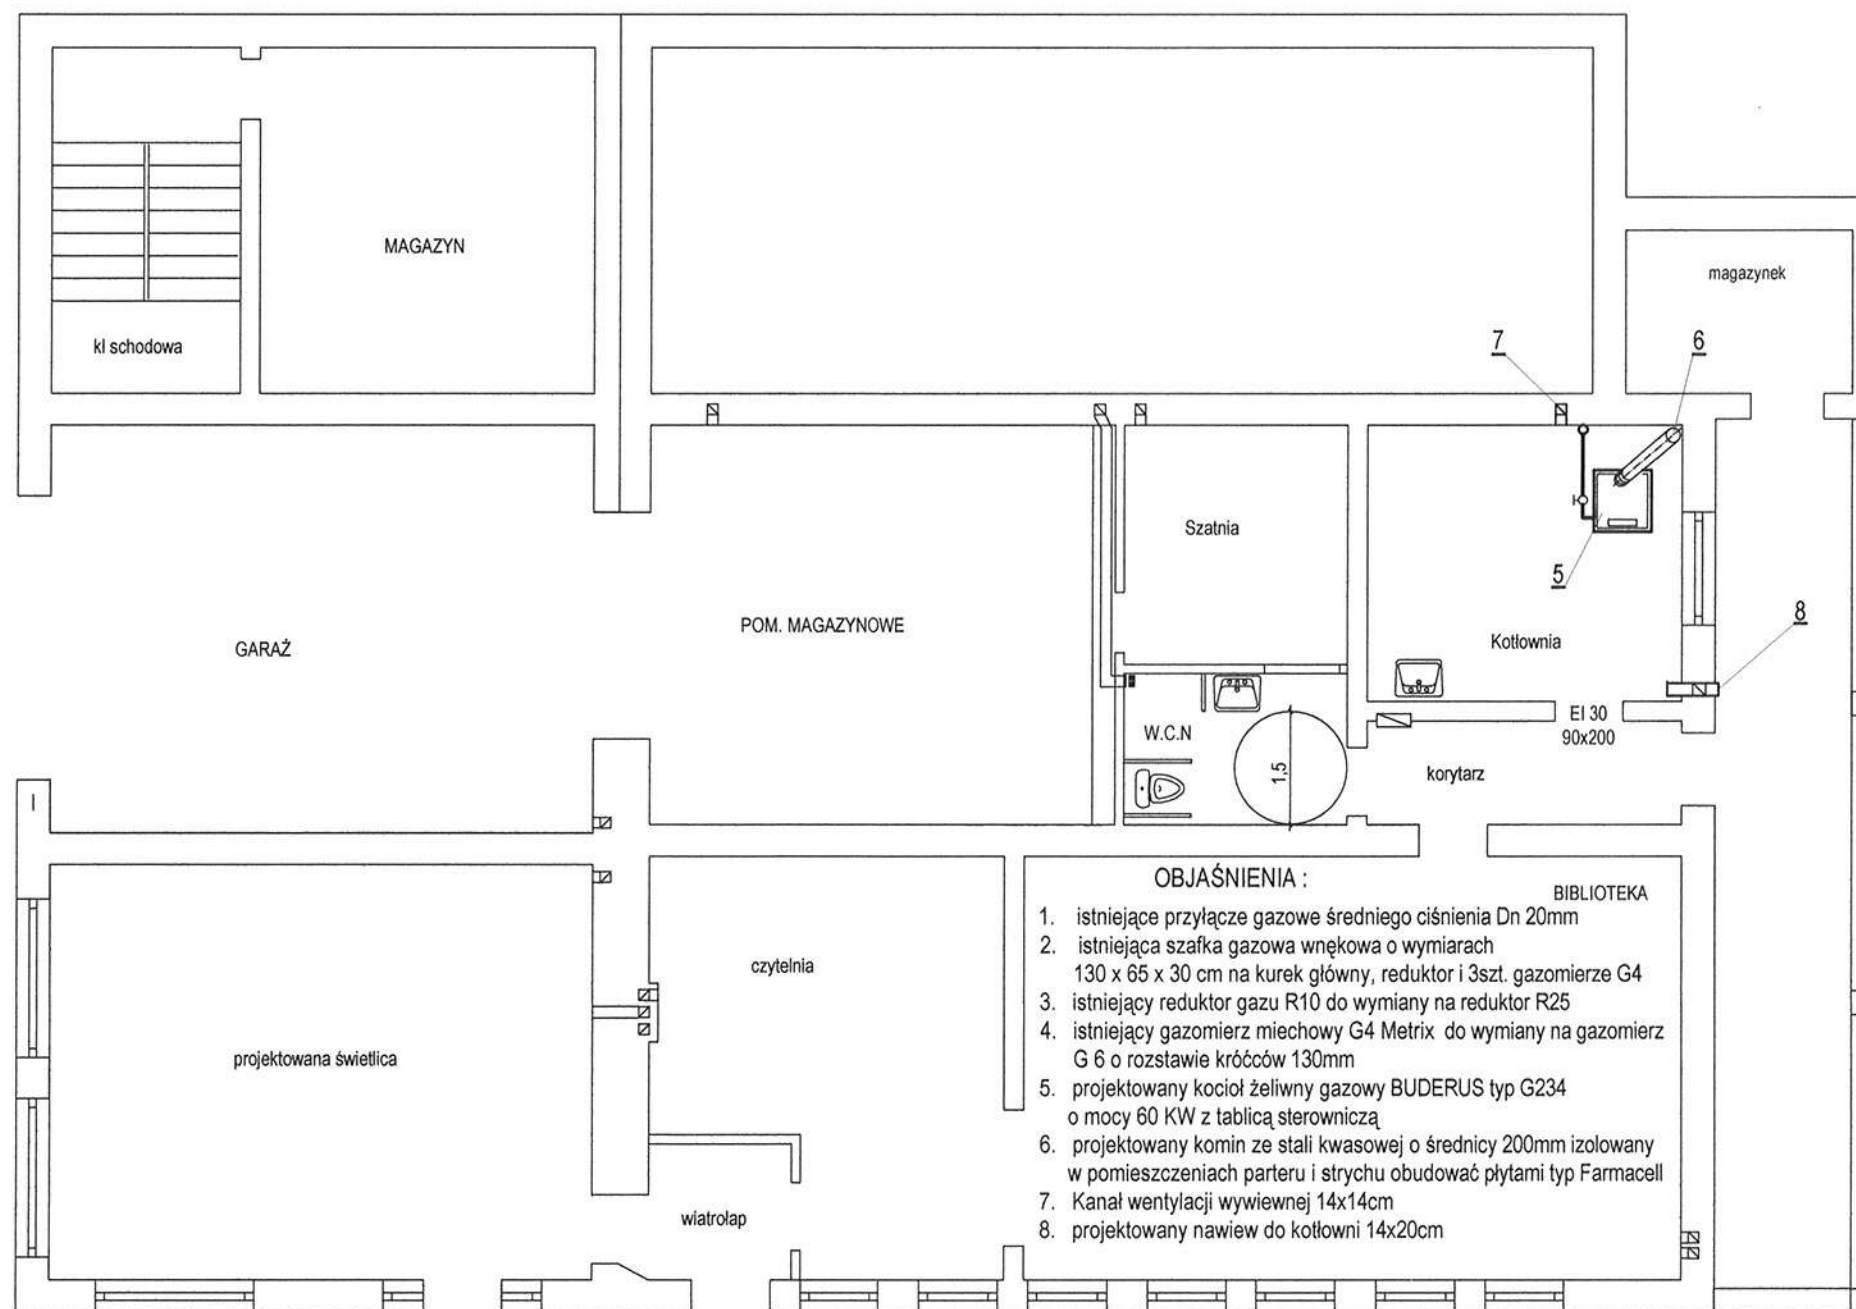 MAGAZYN
kl schodowa
magazynek
7
6
Szatnia
5
POM. MAGAZYNOWE
GARAŻ
Kotłownia
8
W.C.N
EI 30
90x200
1,5
korytarz
I
OBJAŚNIENIA :
BIBLIOTEKA
1. istniejące przyłącze gazowe średniego ciśnienia Dn 20mm
2. istniejąca szafka gazowa wnękowa o wymiarach
130 x 65 x 30 cm na kurek główny, reduktor i 3szt. gazomierze G4
3. istniejący reduktor gazu R10 do wymiany na reduktor R25
4. istniejący gazomierz miechowy G4 Metrix do wymiany na gazomierz
G 6 o rozstawie króćców 130mm
5. projektowany kocioł żeliwny gazowy BUDERUS typ G234
o mocy 60 KW z tablicą sterowniczą
6. projektowany komin ze stali kwasowej o średnicy 200mm izolowany
w pomieszczeniach parteru i strychu obudować płytami typ Farmacell
7. Kanał wentylacji wywiewnej 14x14cm
8. projektowany nawiew do kotłowni 14x20cm
czytelnia
projektowana świetlica
wiatrołap